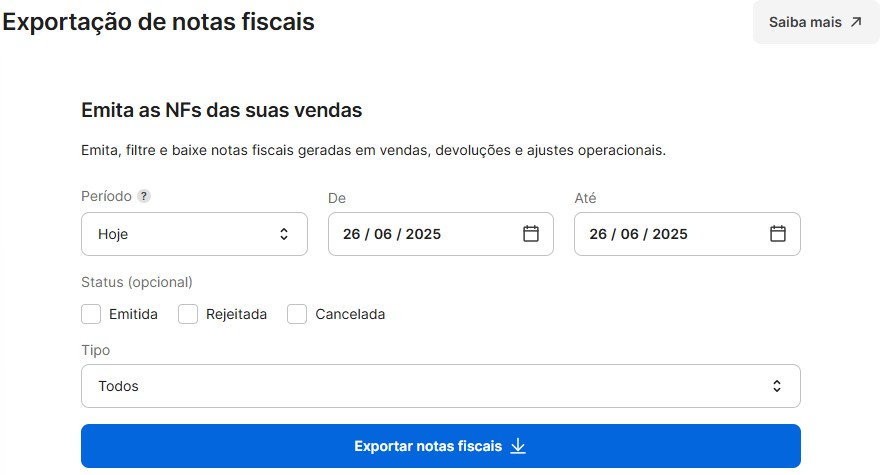 Exportação de notas fiscais
Saiba mais
Emita as NFs das suas vendas
Emita, filtre e baixe notas fiscais geradas em vendas, devoluções e ajustes operacionais.
Período ?
De
Até
Hoje
26 / 06 / 2025
26 / 06 / 2025
Status (opcional)
Emitida Rejeitada Cancelada
Tipo
Todos
Exportar notas fiscais